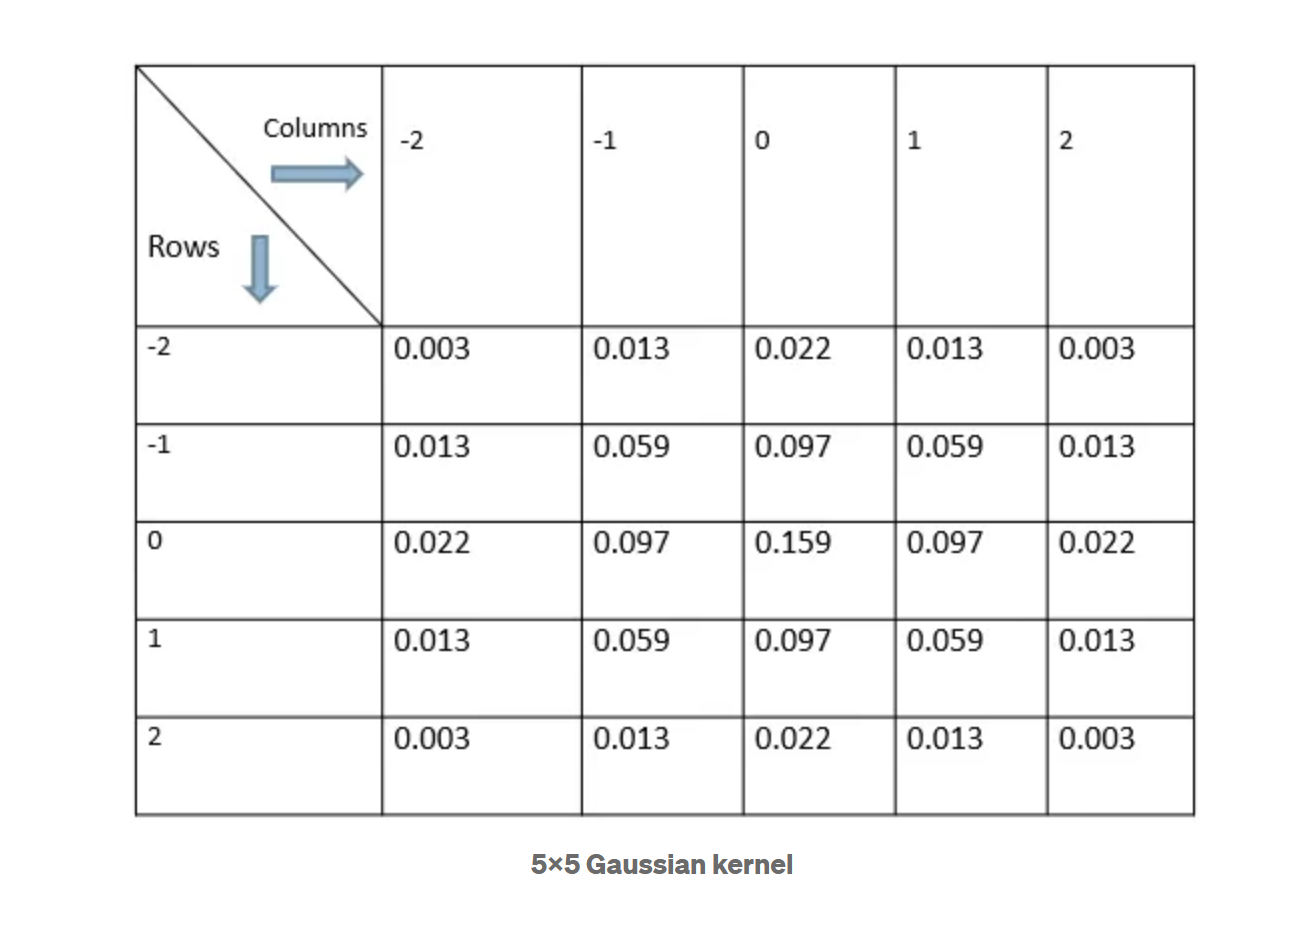 Columns
-2 -1 0 1 2
Rows
-2 0.003 0.013 0.022 0.013 0.003
-1 0.013 0.059 0.097 0.059 0.013
0 0.022 0.097 0.159 0.097 0.022
1 0.013 0.059 0.097 0.059 0.013
2 0.003 0.013 0.022 0.013 0.003
5×5 Gaussian kernel